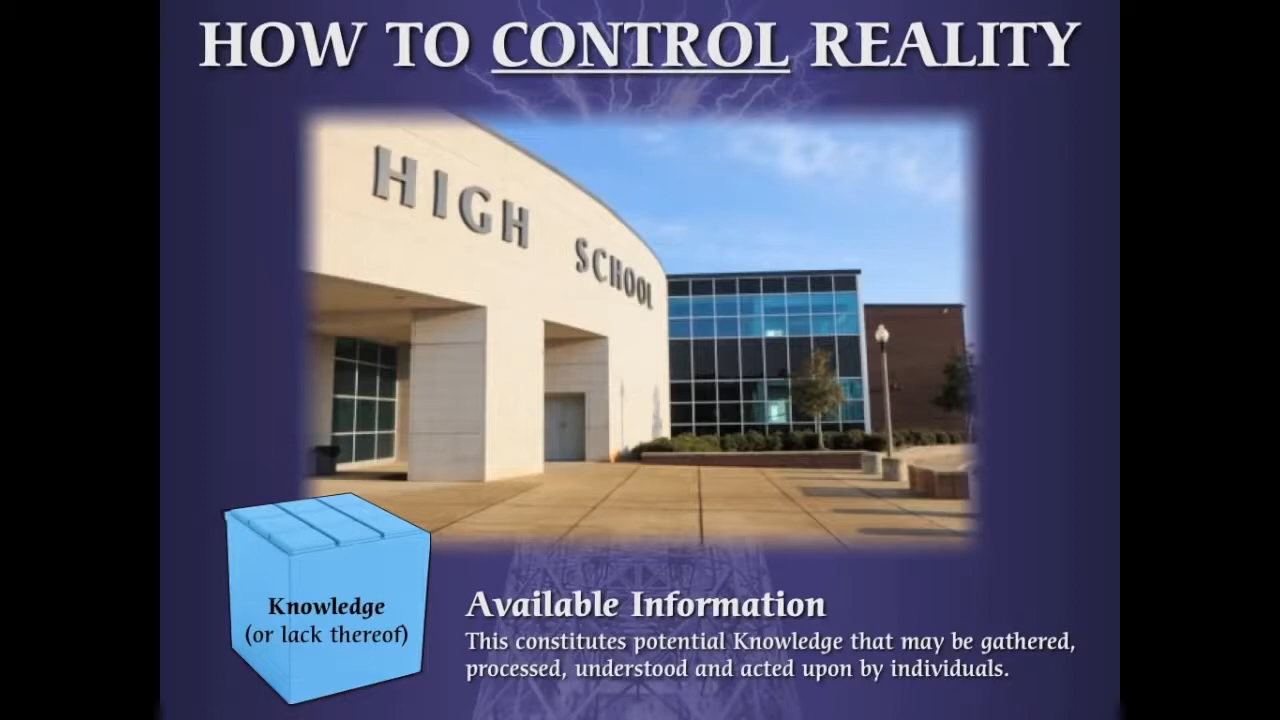 HOW TO CONTROL REALITY
HIGH SCHOOL
Knowledge
(or lack thereof)
Available Information
This constitutes potential Knowledge that may be gathered,
processed, understood and acted upon by individuals.